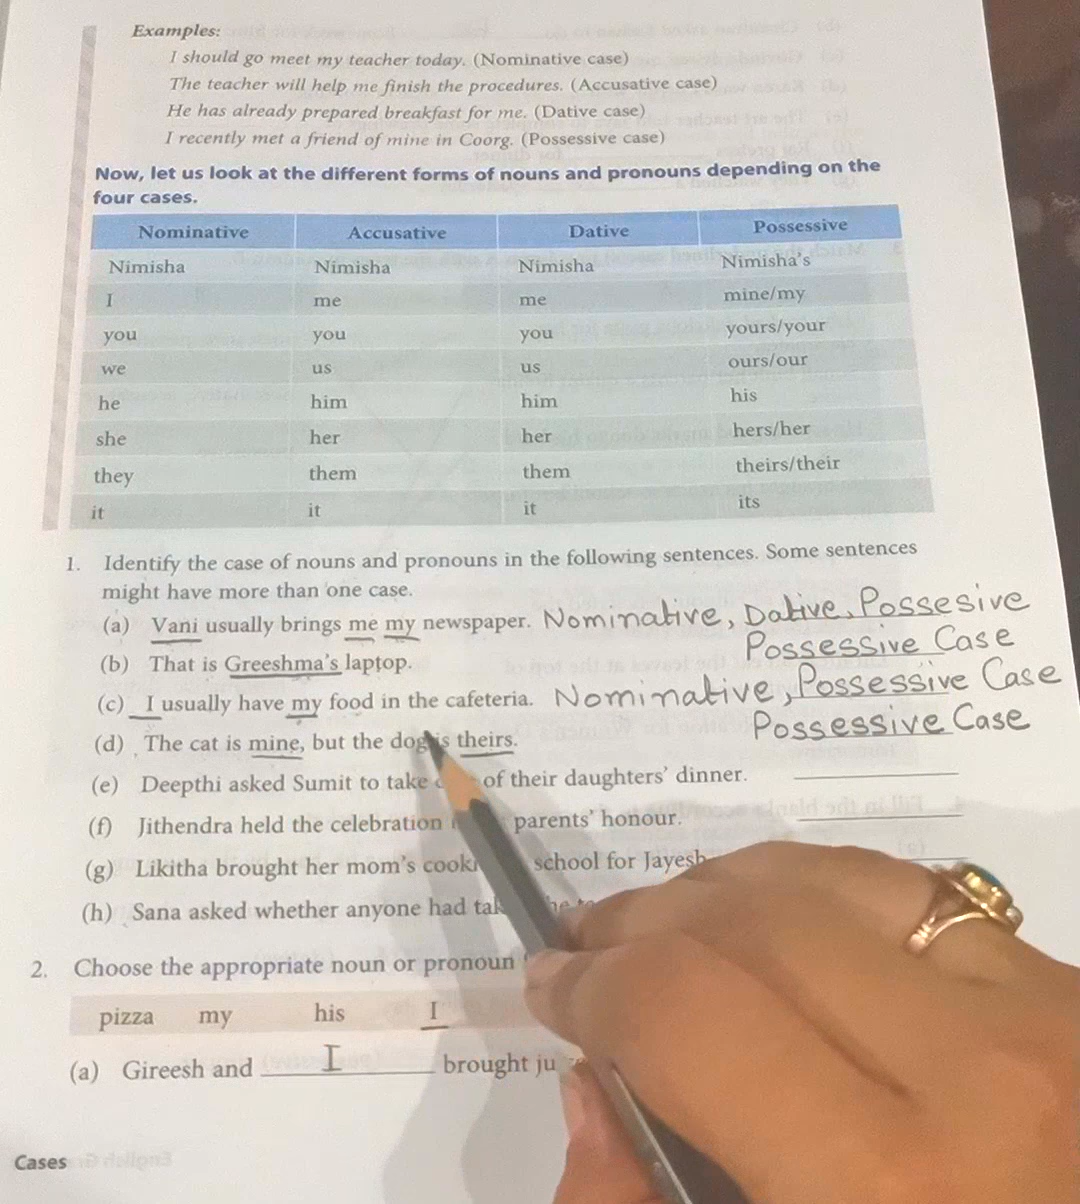 Examples:
I should go meet my teacher today. (Nominative case)
The teacher will help me finish the procedures. (Accusative case)
He has already prepared breakfast for me. (Dative case)
I recently met a friend of mine in Coorg. (Possessive case)
Now, let us look at the different forms of nouns and pronouns depending on the
four cases.
Nominative Accusative Dative Possessive
Nimisha Nimisha Nimisha Nimisha's
I me me mine/my
you you you yours/your
we us us ours/our
he him him his
she her her hers/her
they them them theirs/their
it it it its
1. Identify the case of nouns and pronouns in the following sentences. Some sentences
might have more than one case.
(a) Vani usually brings me my newspaper. Nominative, Dative, Possesive
(b) That is Greeshma's laptop. Possessive Case
(c) I usually have my food in the cafeteria. Nominative, Possessive Case
(d) The cat is mine, but the dog is theirs. Possessive Case
(e) Deepthi asked Sumit to take of their daughters' dinner.
(f) Jithendra held the celebration parents' honour.
(g) Likitha brought her mom's school for Jayesh
(h) Sana asked whether anyone had
2. Choose the appropriate noun or pronoun
pizza my his I
(a) Gireesh and I brought
Cases